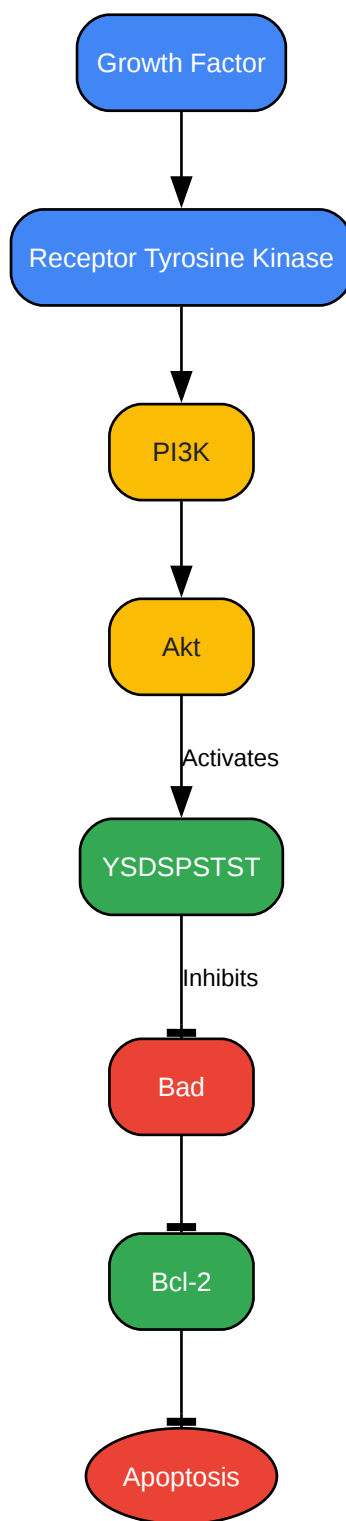 Growth Factor
Receptor Tyrosine Kinase
PI3K
Akt
Activates
YSDSPSTST
Inhibits
Bad
Bcl-2
Apoptosis